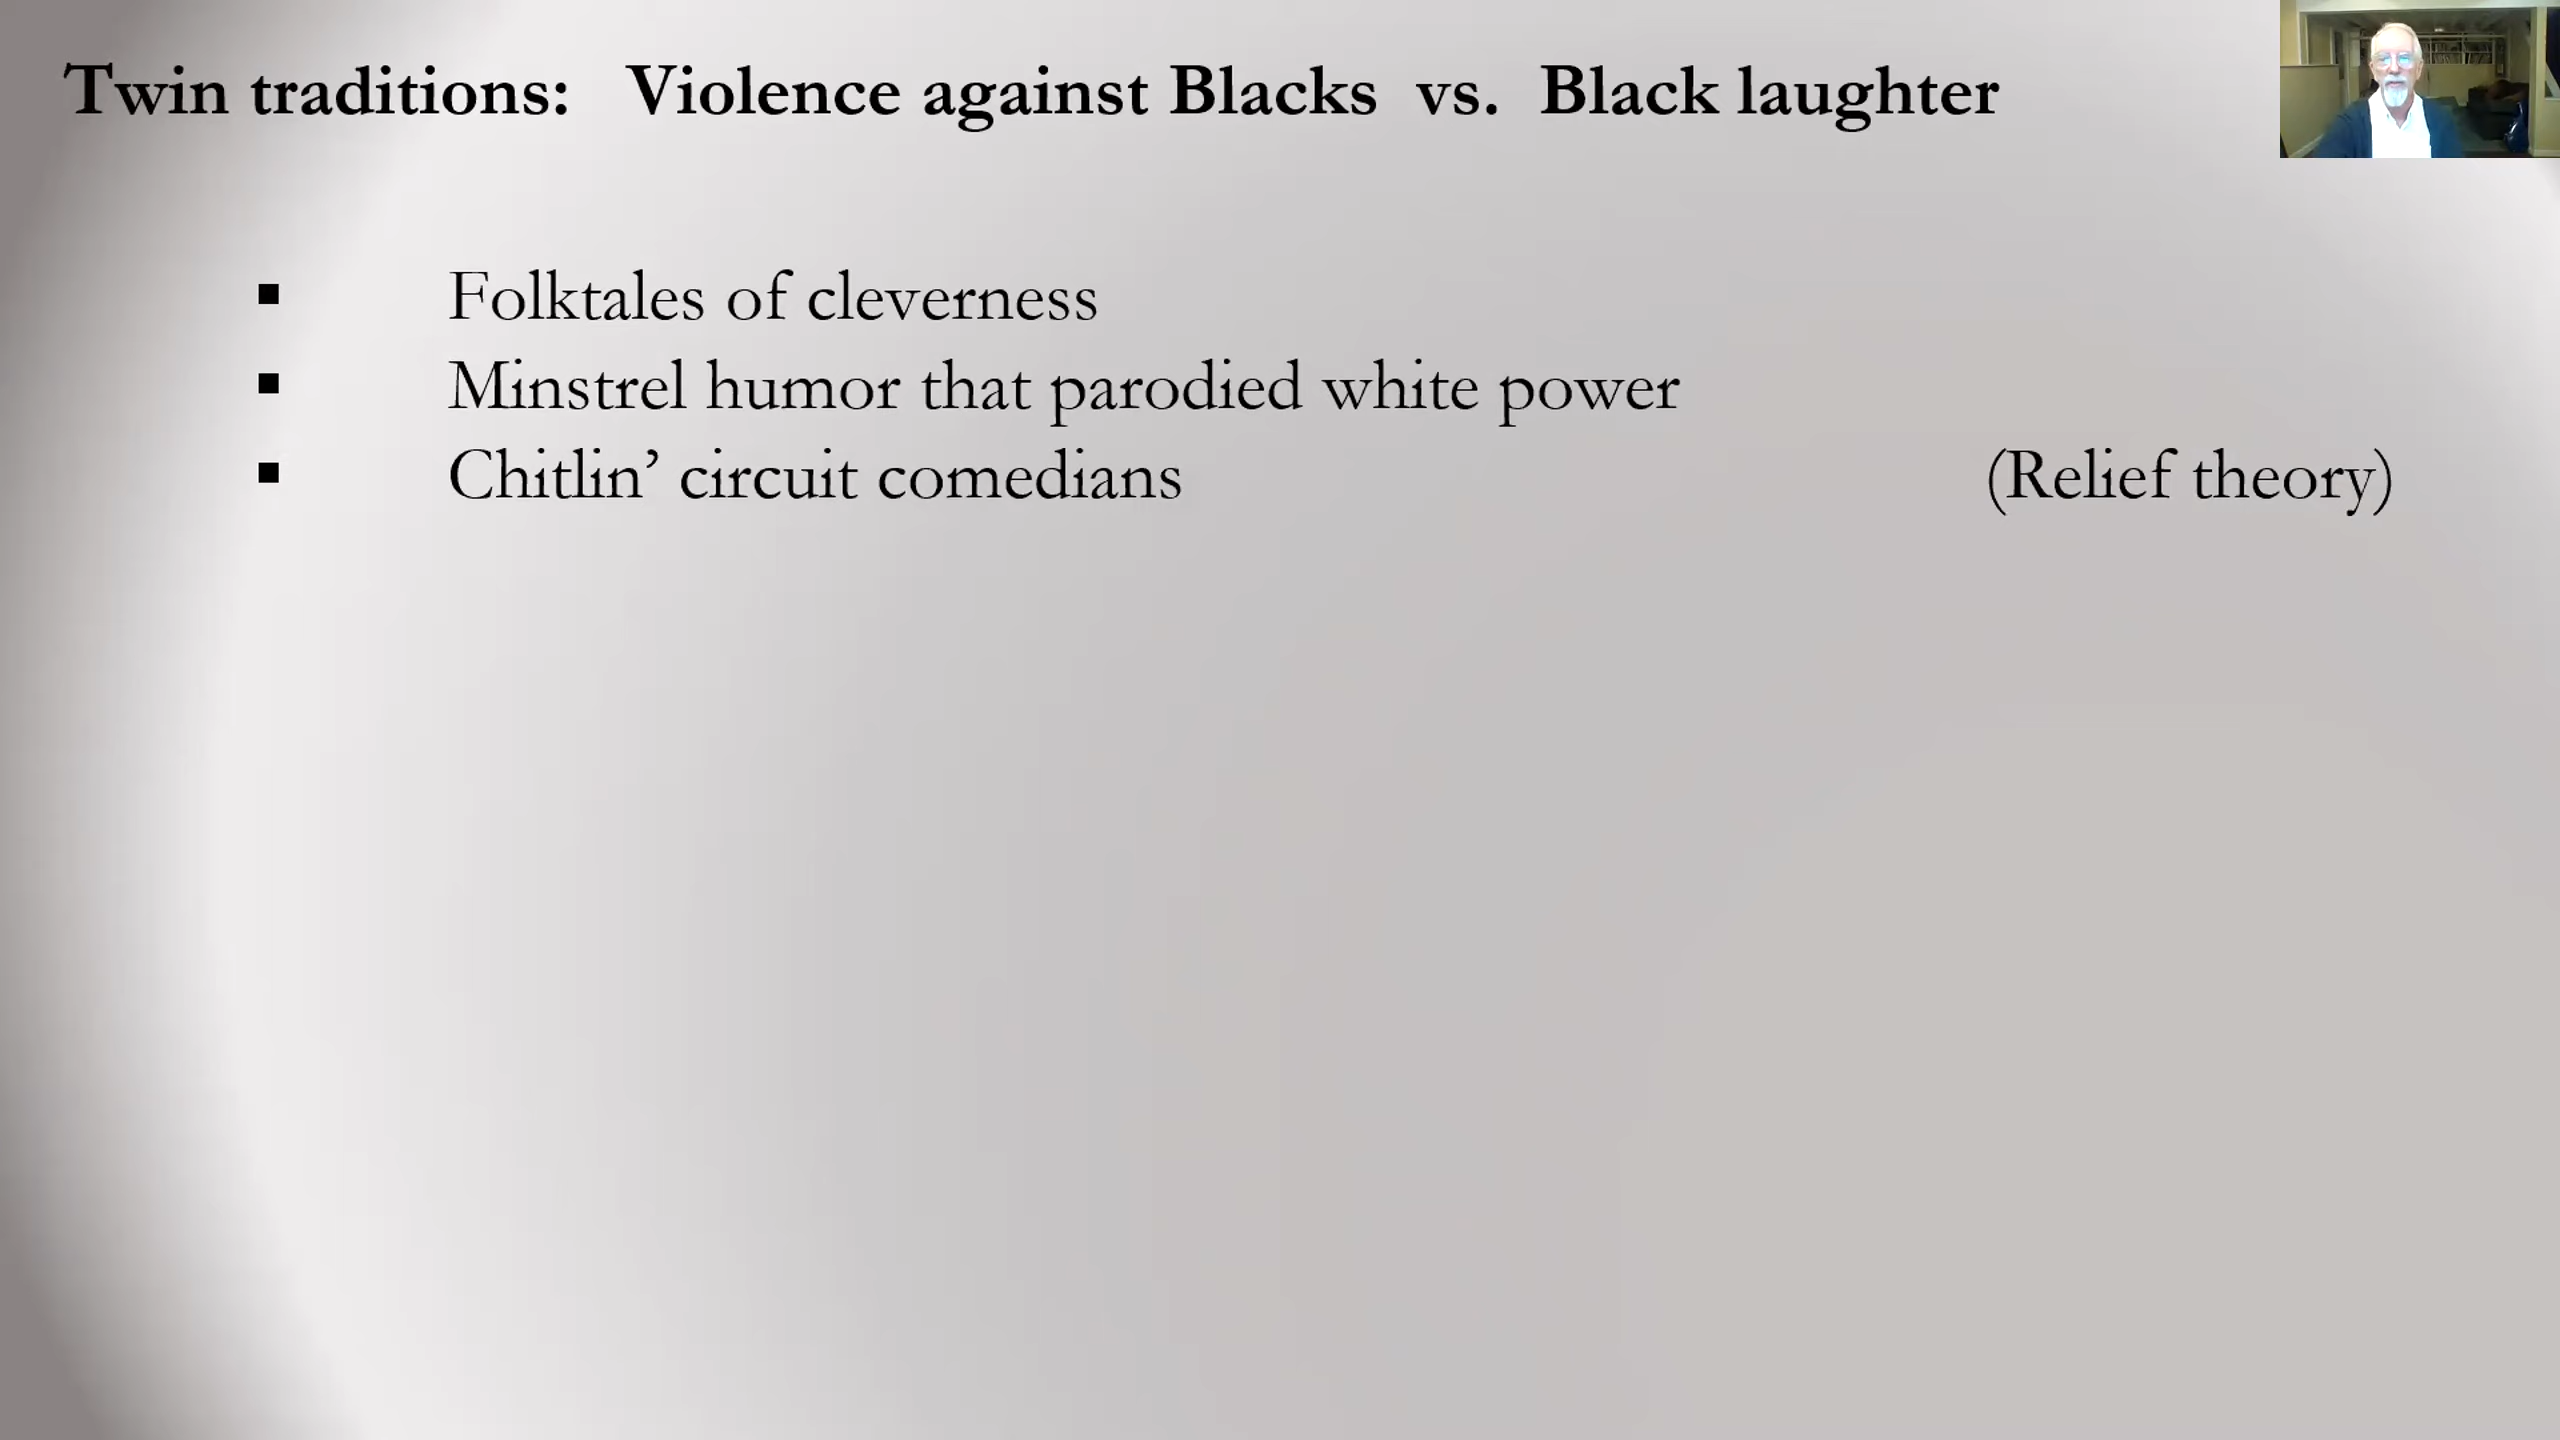 Twin traditions: Violence against Blacks vs. Black laughter
▪ Folktales of cleverness
▪ Minstrel humor that parodied white power
▪ Chitlin’ circuit comedians (Relief theory)